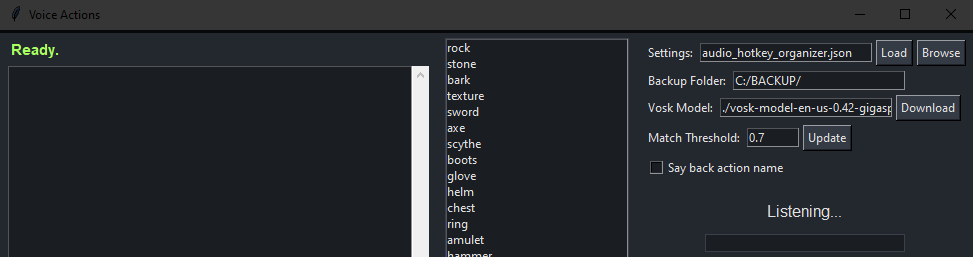 Voice Actions
Ready.
rock
stone
bark
texture
sword
axe
scythe
boots
glove
helm
chest
ring
amulet
hammer
Settings: audio_hotkey_organizer.json Load Browse
Backup Folder: C:/BACKUP/
Vosk Model: ./vosk-model-en-us-0.42-gigasp Download
Match Threshold: 0.7 Update
Say back action name
Listening...